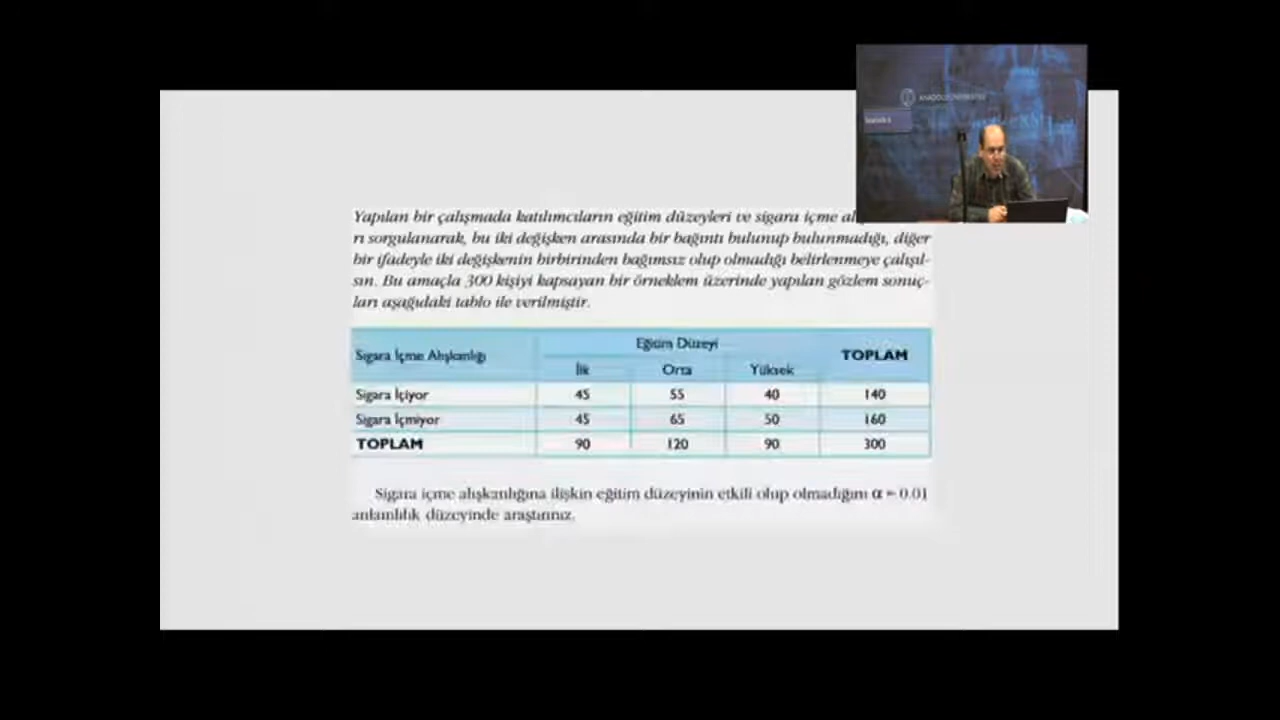 ANADOLU ÜNİVERSİTESİ
Yapılan bir çalışmada katılımcıların eğitim düzeyleri ve sigara içme
rı sorgulanarak, bu iki değişken arasında bir bağıntı bulunup bulunmadığı, diğer
bir ifadeyle iki değişkenin birbirinden bağımsız olup olmadığı belirlenmeye çalışıl-
sın. Bu amaçla 300 kişiyi kapsayan bir örneklem üzerinde yapılan gözlem sonuç-
ları aşağıdaki tablo ile verilmiştir.
Sigara İçme Alışkanlığı Eğitim Düzeyi TOPLAM
İlk Orta Yüksek
Sigara İçiyor 45 55 40 140
Sigara İçmiyor 45 65 50 160
TOPLAM 90 120 90 300
Sigara içme alışkanlığına ilişkin eğitim düzeyinin etkili olup olmadığını α = 0.01
anlamlılık düzeyinde araştırınız.